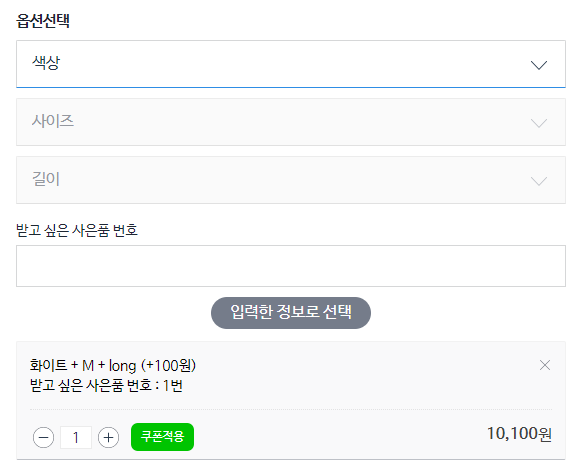 옵션선택
색상
사이즈
길이
받고 싶은 사은품 번호
입력한 정보로 선택
화이트 + M + long (+100원)
받고 싶은 사은품 번호 : 1번
1
쿠폰적용
10,100원